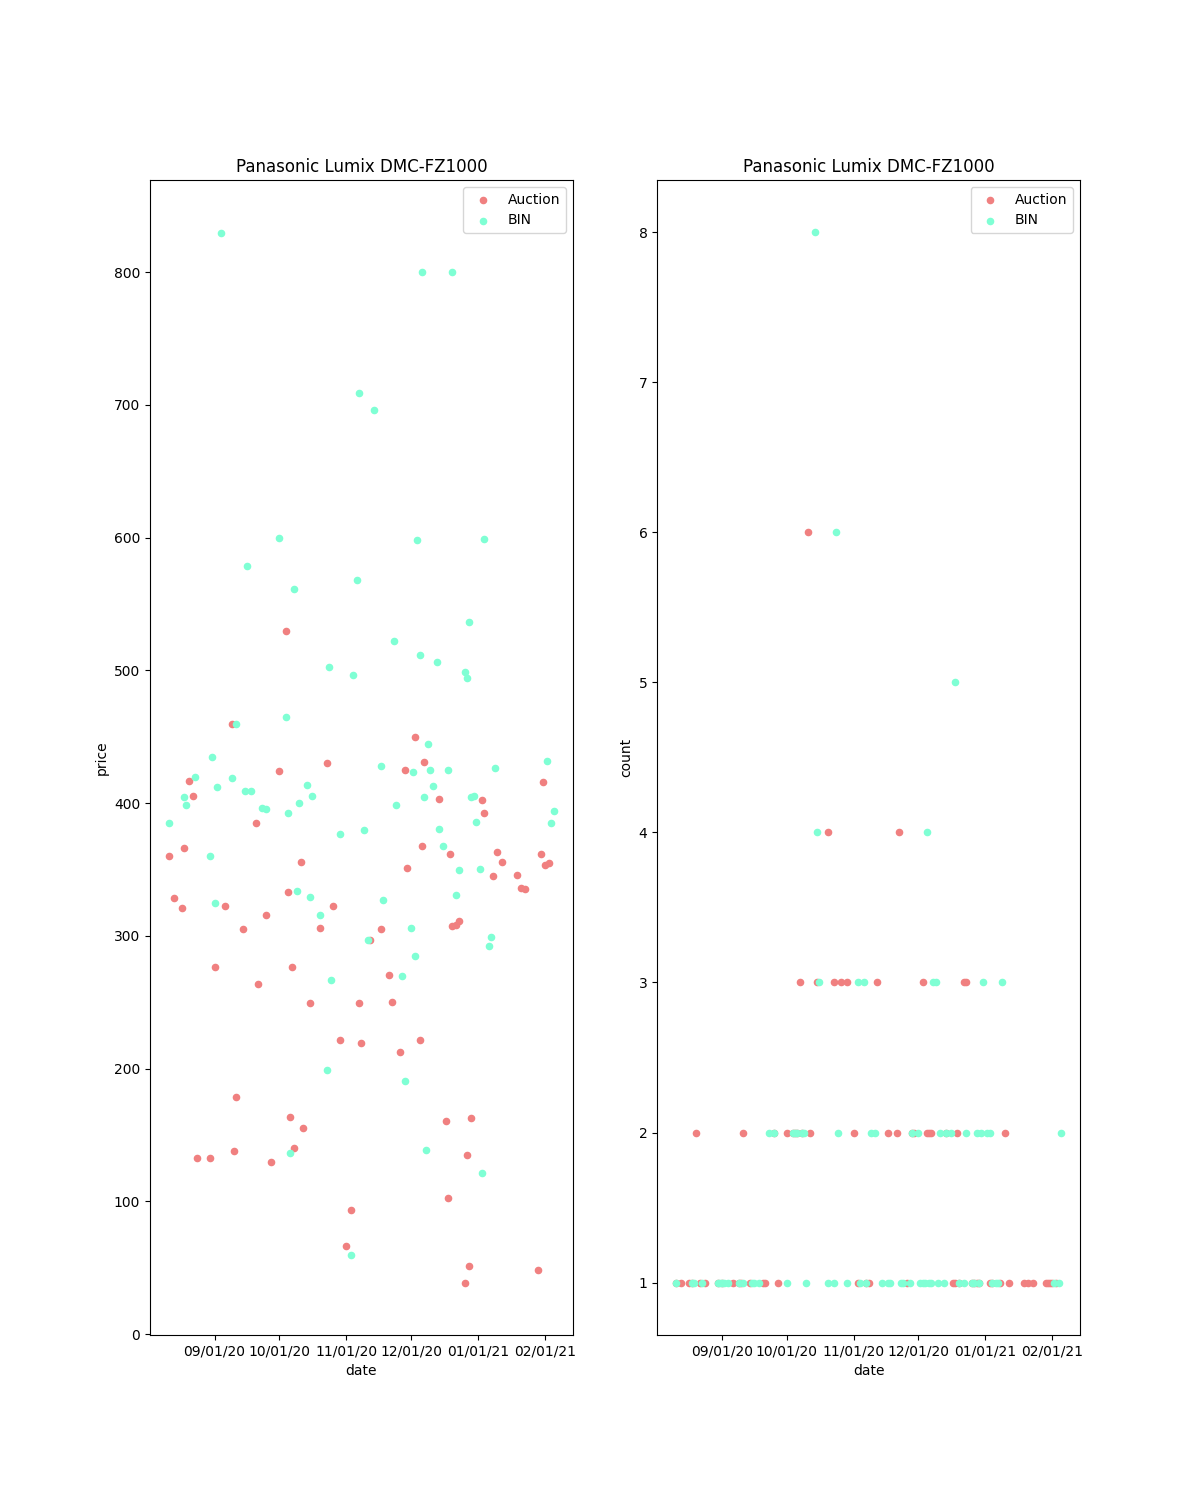 Panasonic Lumix DMC-FZ1000
Auction
BIN
800
700
600
500
400
300
200
100
0
price
09/01/20 10/01/20 11/01/20 12/01/20 01/01/21 02/01/21
date
Panasonic Lumix DMC-FZ1000
Auction
BIN
8
7
6
5
4
3
2
1
count
09/01/20 10/01/20 11/01/20 12/01/20 01/01/21 02/01/21
date